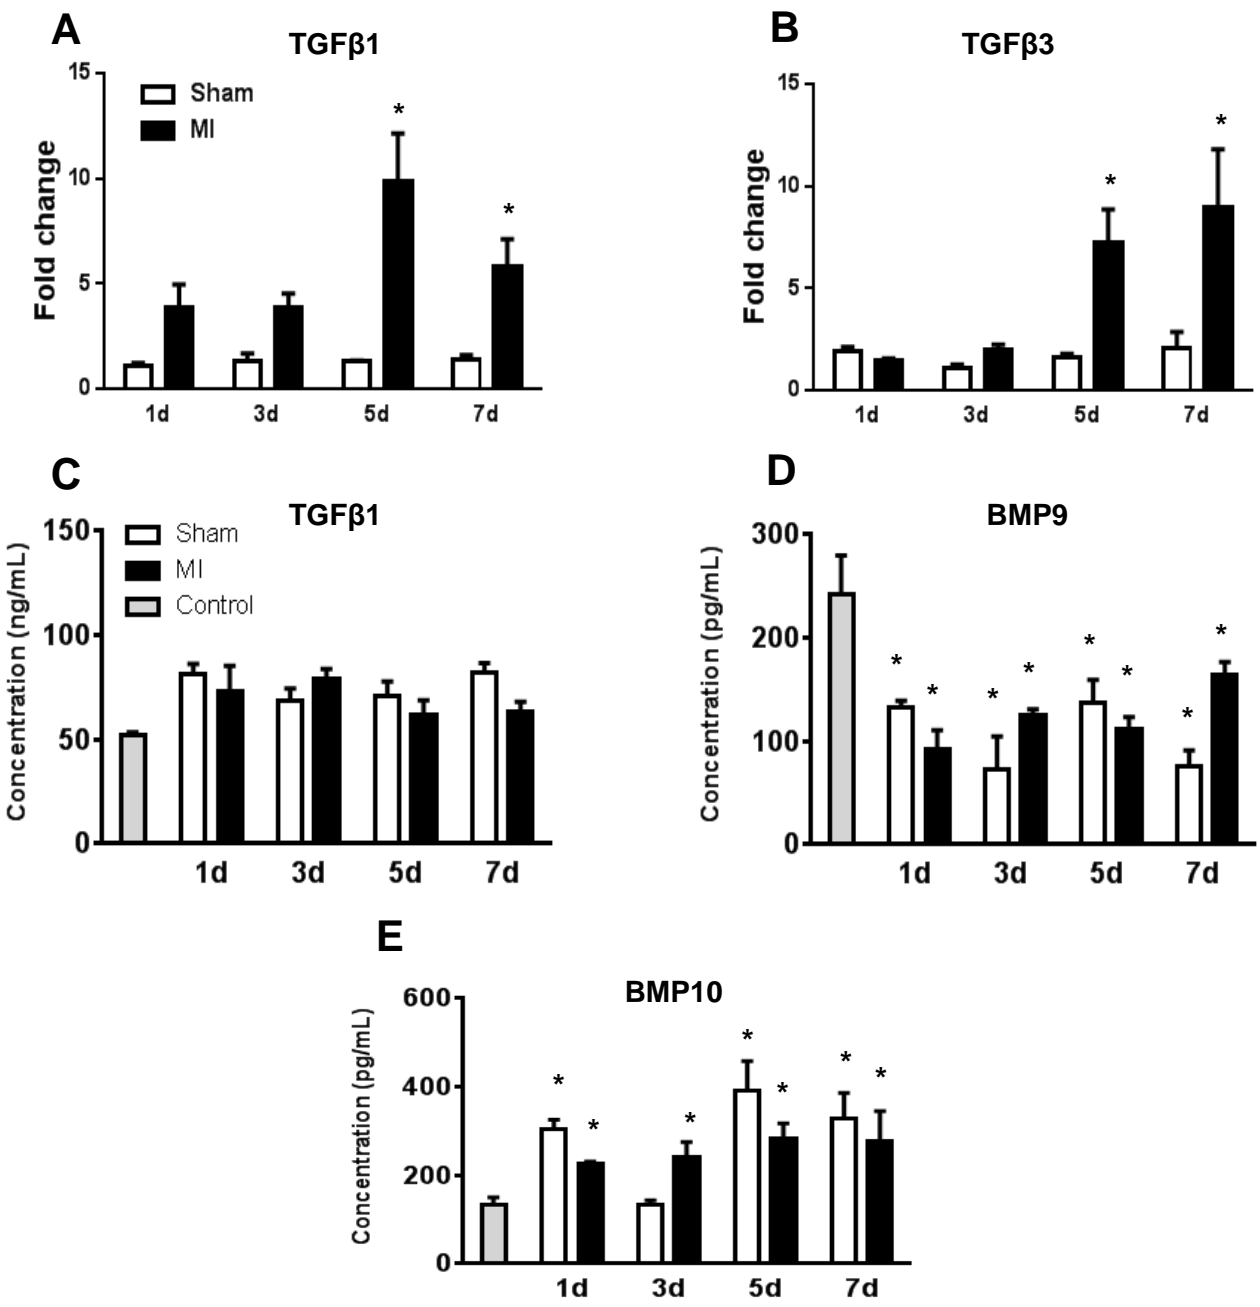 A
TGFβ1
15
10
5
0
Fold change
Sham
MI
*
*
1d 3d 5d 7d
B
TGFβ3
15
10
5
0
Fold change
*
*
1d 3d 5d 7d
C
TGFβ1
150
100
50
0
Concentration (ng/mL)
Sham
MI
Control
1d 3d 5d 7d
D
BMP9
300
200
100
0
Concentration (pg/mL)
* * * * * * * *
1d 3d 5d 7d
E
BMP10
600
400
200
0
Concentration (pg/mL)
* * * * * * *
1d 3d 5d 7d